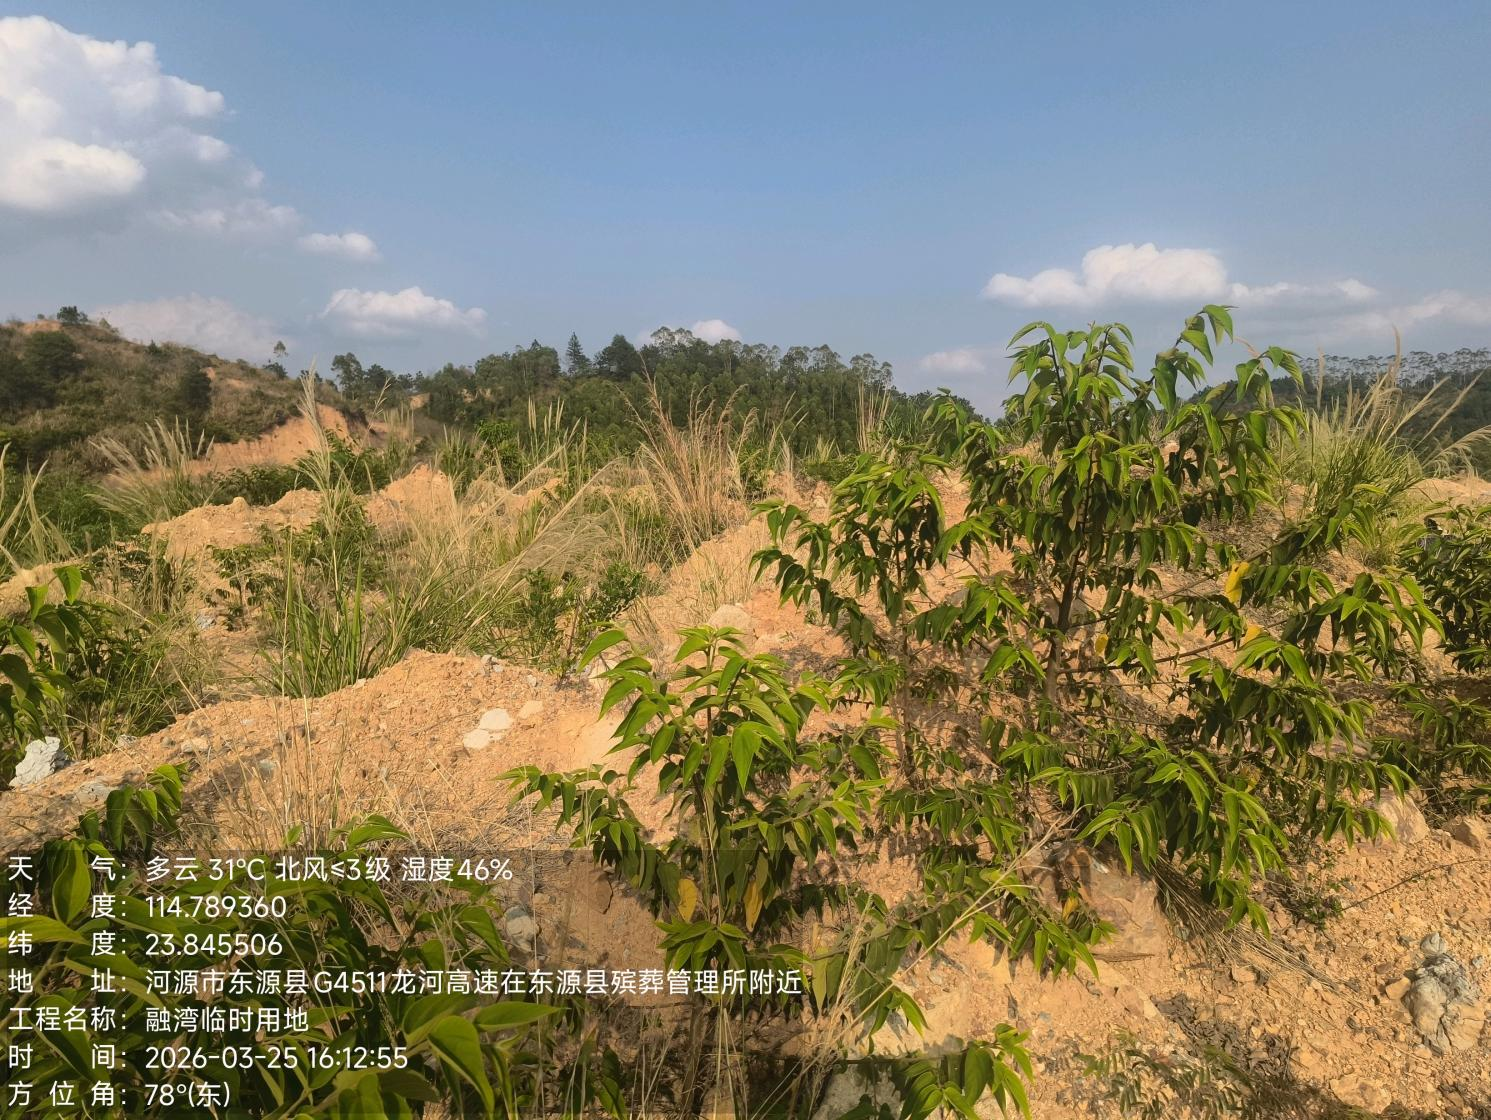 天气：多云 31℃ 北风≤3级 湿度46%
经度：114.789360
纬度：23.845506
地址：河源市东源县G4511龙河高速在东源县殡葬管理所附近
工程名称：融湾临时用地
时间：2026-03-25 16:12:55
方位角：78°(东)